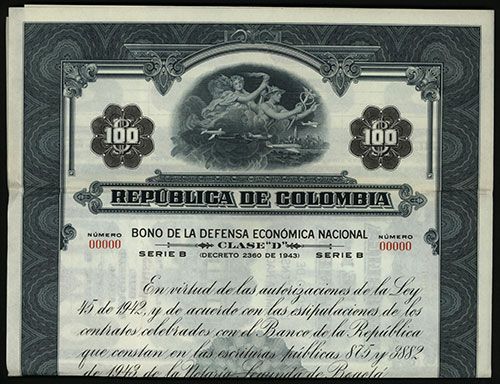 100 100
REPÚBLICA DE COLOMBIA
NÚMERO BONO DE LA DEFENSA ECONÓMICA NACIONAL NÚMERO
00000 CLASE "D" 00000
SERIE B (DECRETO 2360 DE 1943) SERIE B
En virtud de las autorizaciones de la Ley
45 de 1942, y de acuerdo con las estipulaciones de los
contratos celebrados con el Banco de la República
que constan en las escrituras públicas 875 y 3882
de 1943 de la Notaría Segunda de Bogotá